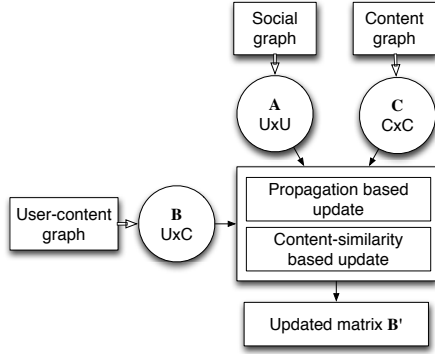 Social
graph
Content
graph
A
UxU
C
CxC
User-content
graph
B
UxC
Propagation based
update
Content-similarity
based update
Updated matrix B'